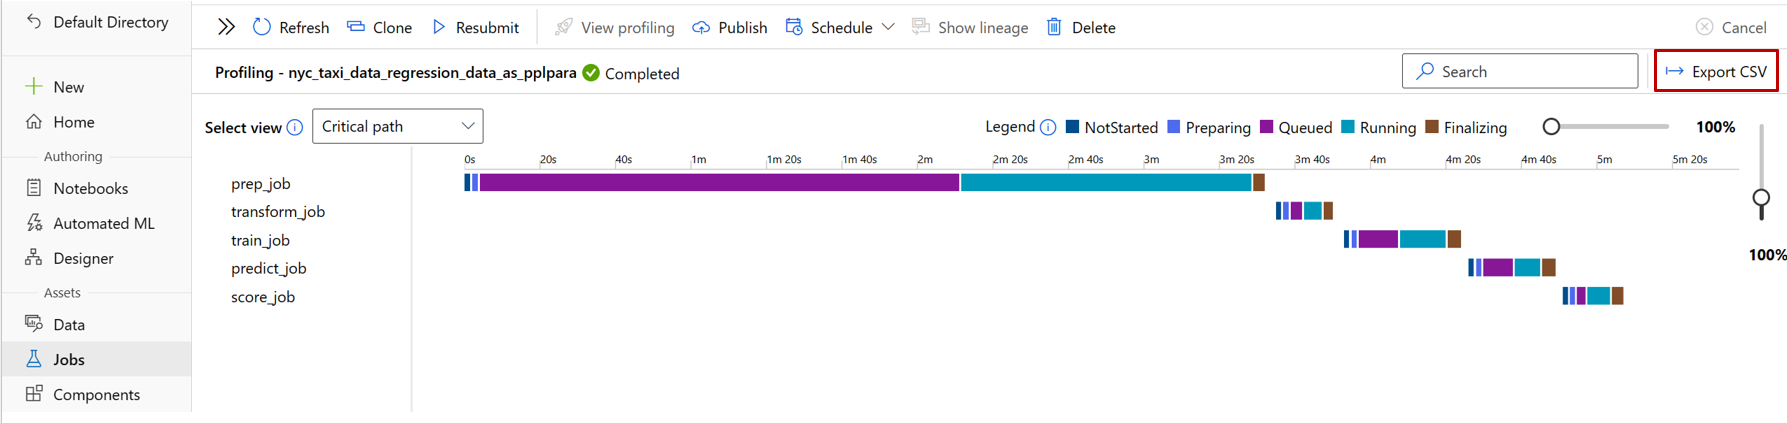 Default Directory
Refresh Clone Resubmit View profiling Publish Schedule Show lineage Delete Cancel
Profiling - nyc_taxi_data_regression_data_as_pplpara Completed Search Export CSV
New
Home
Authoring
Notebooks
Automated ML
Designer
Assets
Data
Jobs
Components
Select view Critical path Legend NotStarted Preparing Queued Running Finalizing 100%
0s 20s 40s 1m 1m 20s 1m 40s 2m 2m 20s 2m 40s 3m 3m 20s 3m 40s 4m 4m 20s 4m 40s 5m 5m 20s
prep_job
transform_job
train_job
predict_job
score_job
100%